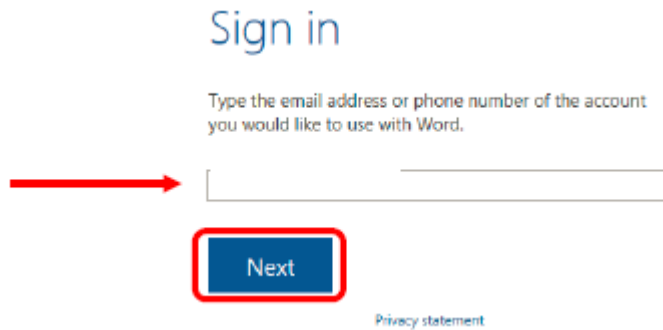 Sign in
Type the email address or phone number of the account
you would like to use with Word.
Next
Privacy statement